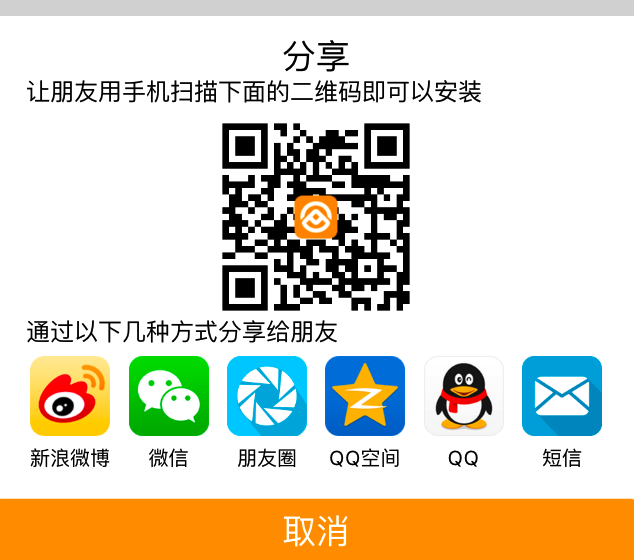 分享
让朋友用手机扫描下面的二维码即可以安装
通过以下几种方式分享给朋友
新浪微博 微信 朋友圈 QQ空间 QQ 短信
取消